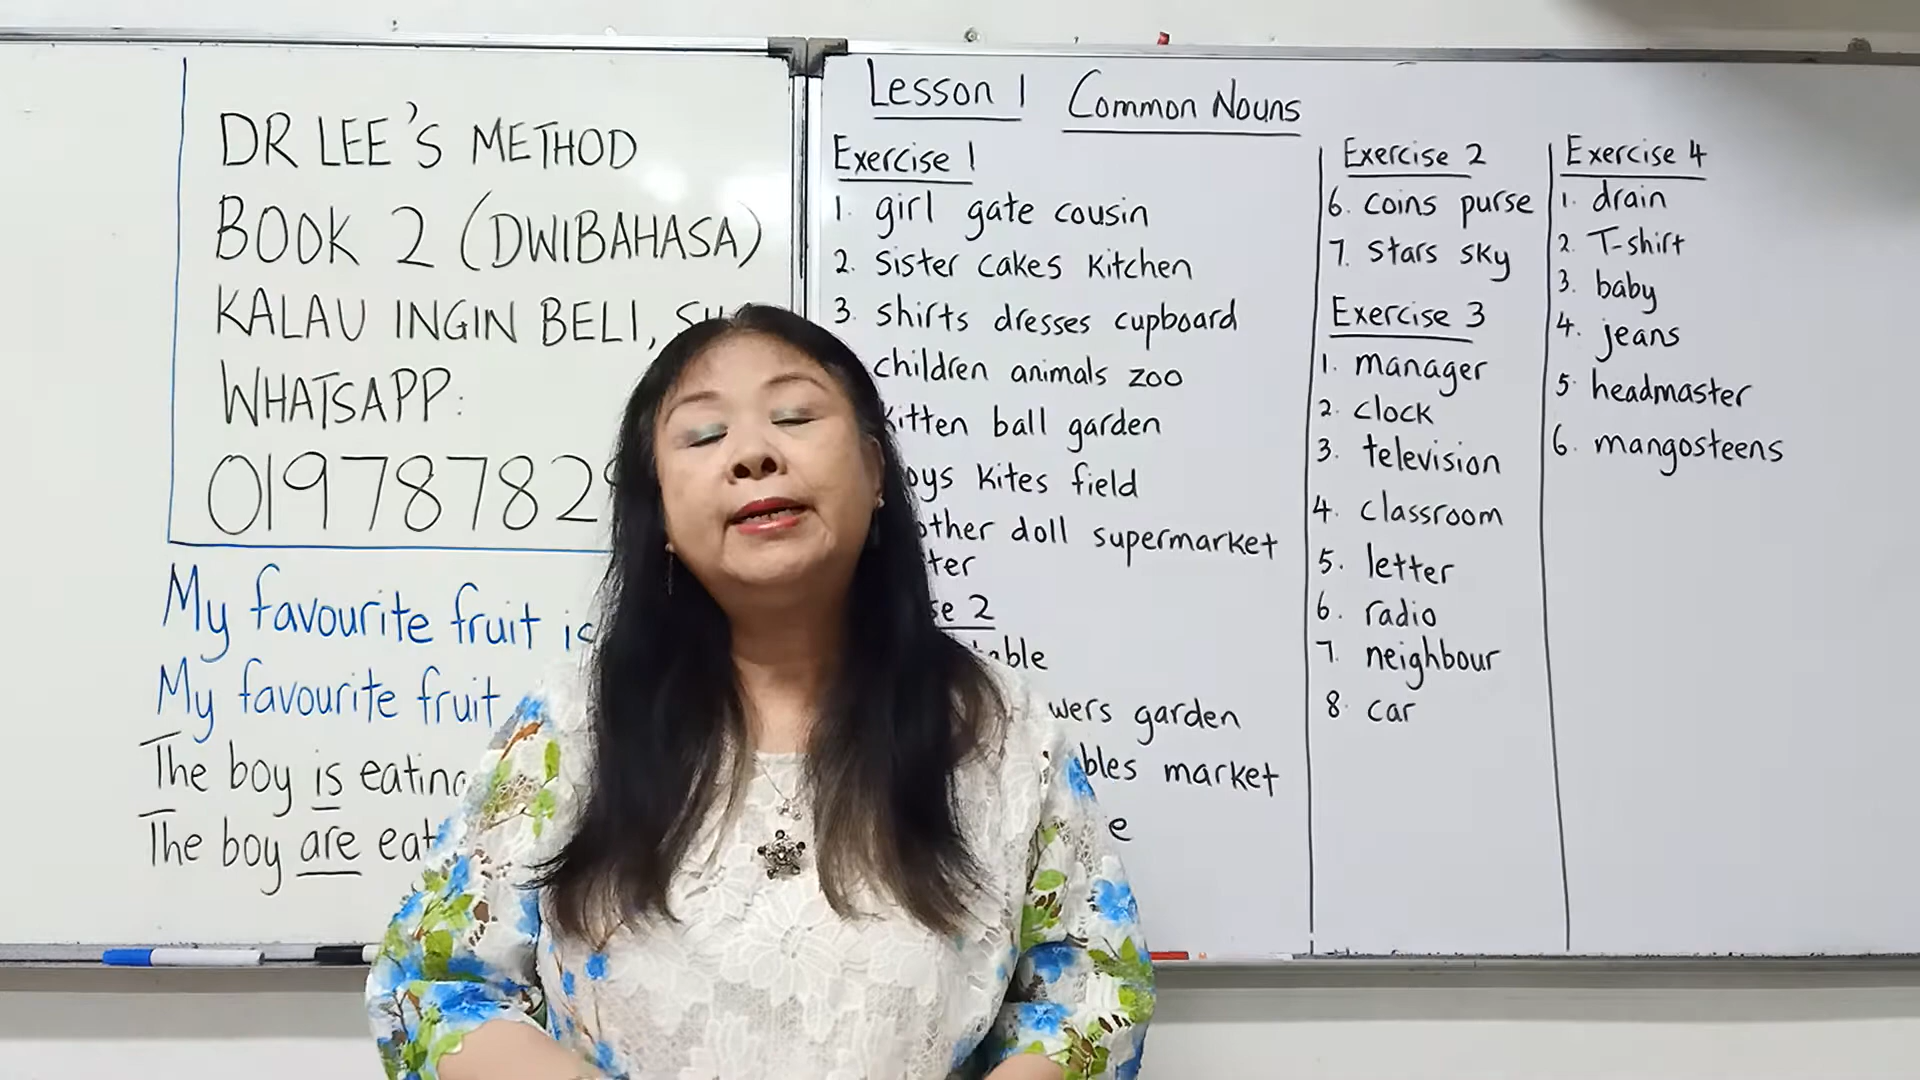 DR LEE'S METHOD
BOOK 2 (DWIBAHASA)
KALAU INGIN BELI,
WHATSAPP:
019787829
My favourite fruit is
My favourite fruit
The boy is eating
The boy are
Lesson 1 Common Nouns
Exercise 1
1. girl gate cousin
2. sister cakes kitchen
3. shirts dresses cupboard
children animals zoo
kitten ball garden
kites field
doll supermarket
2
garden
market
Exercise 2
6. coins purse
7. stars sky
Exercise 3
1. manager
2. clock
3. television
4. classroom
5. letter
6. radio
7. neighbour
8. car
Exercise 4
1. drain
2. T-shirt
3. baby
4. jeans
5. headmaster
6. mangosteens